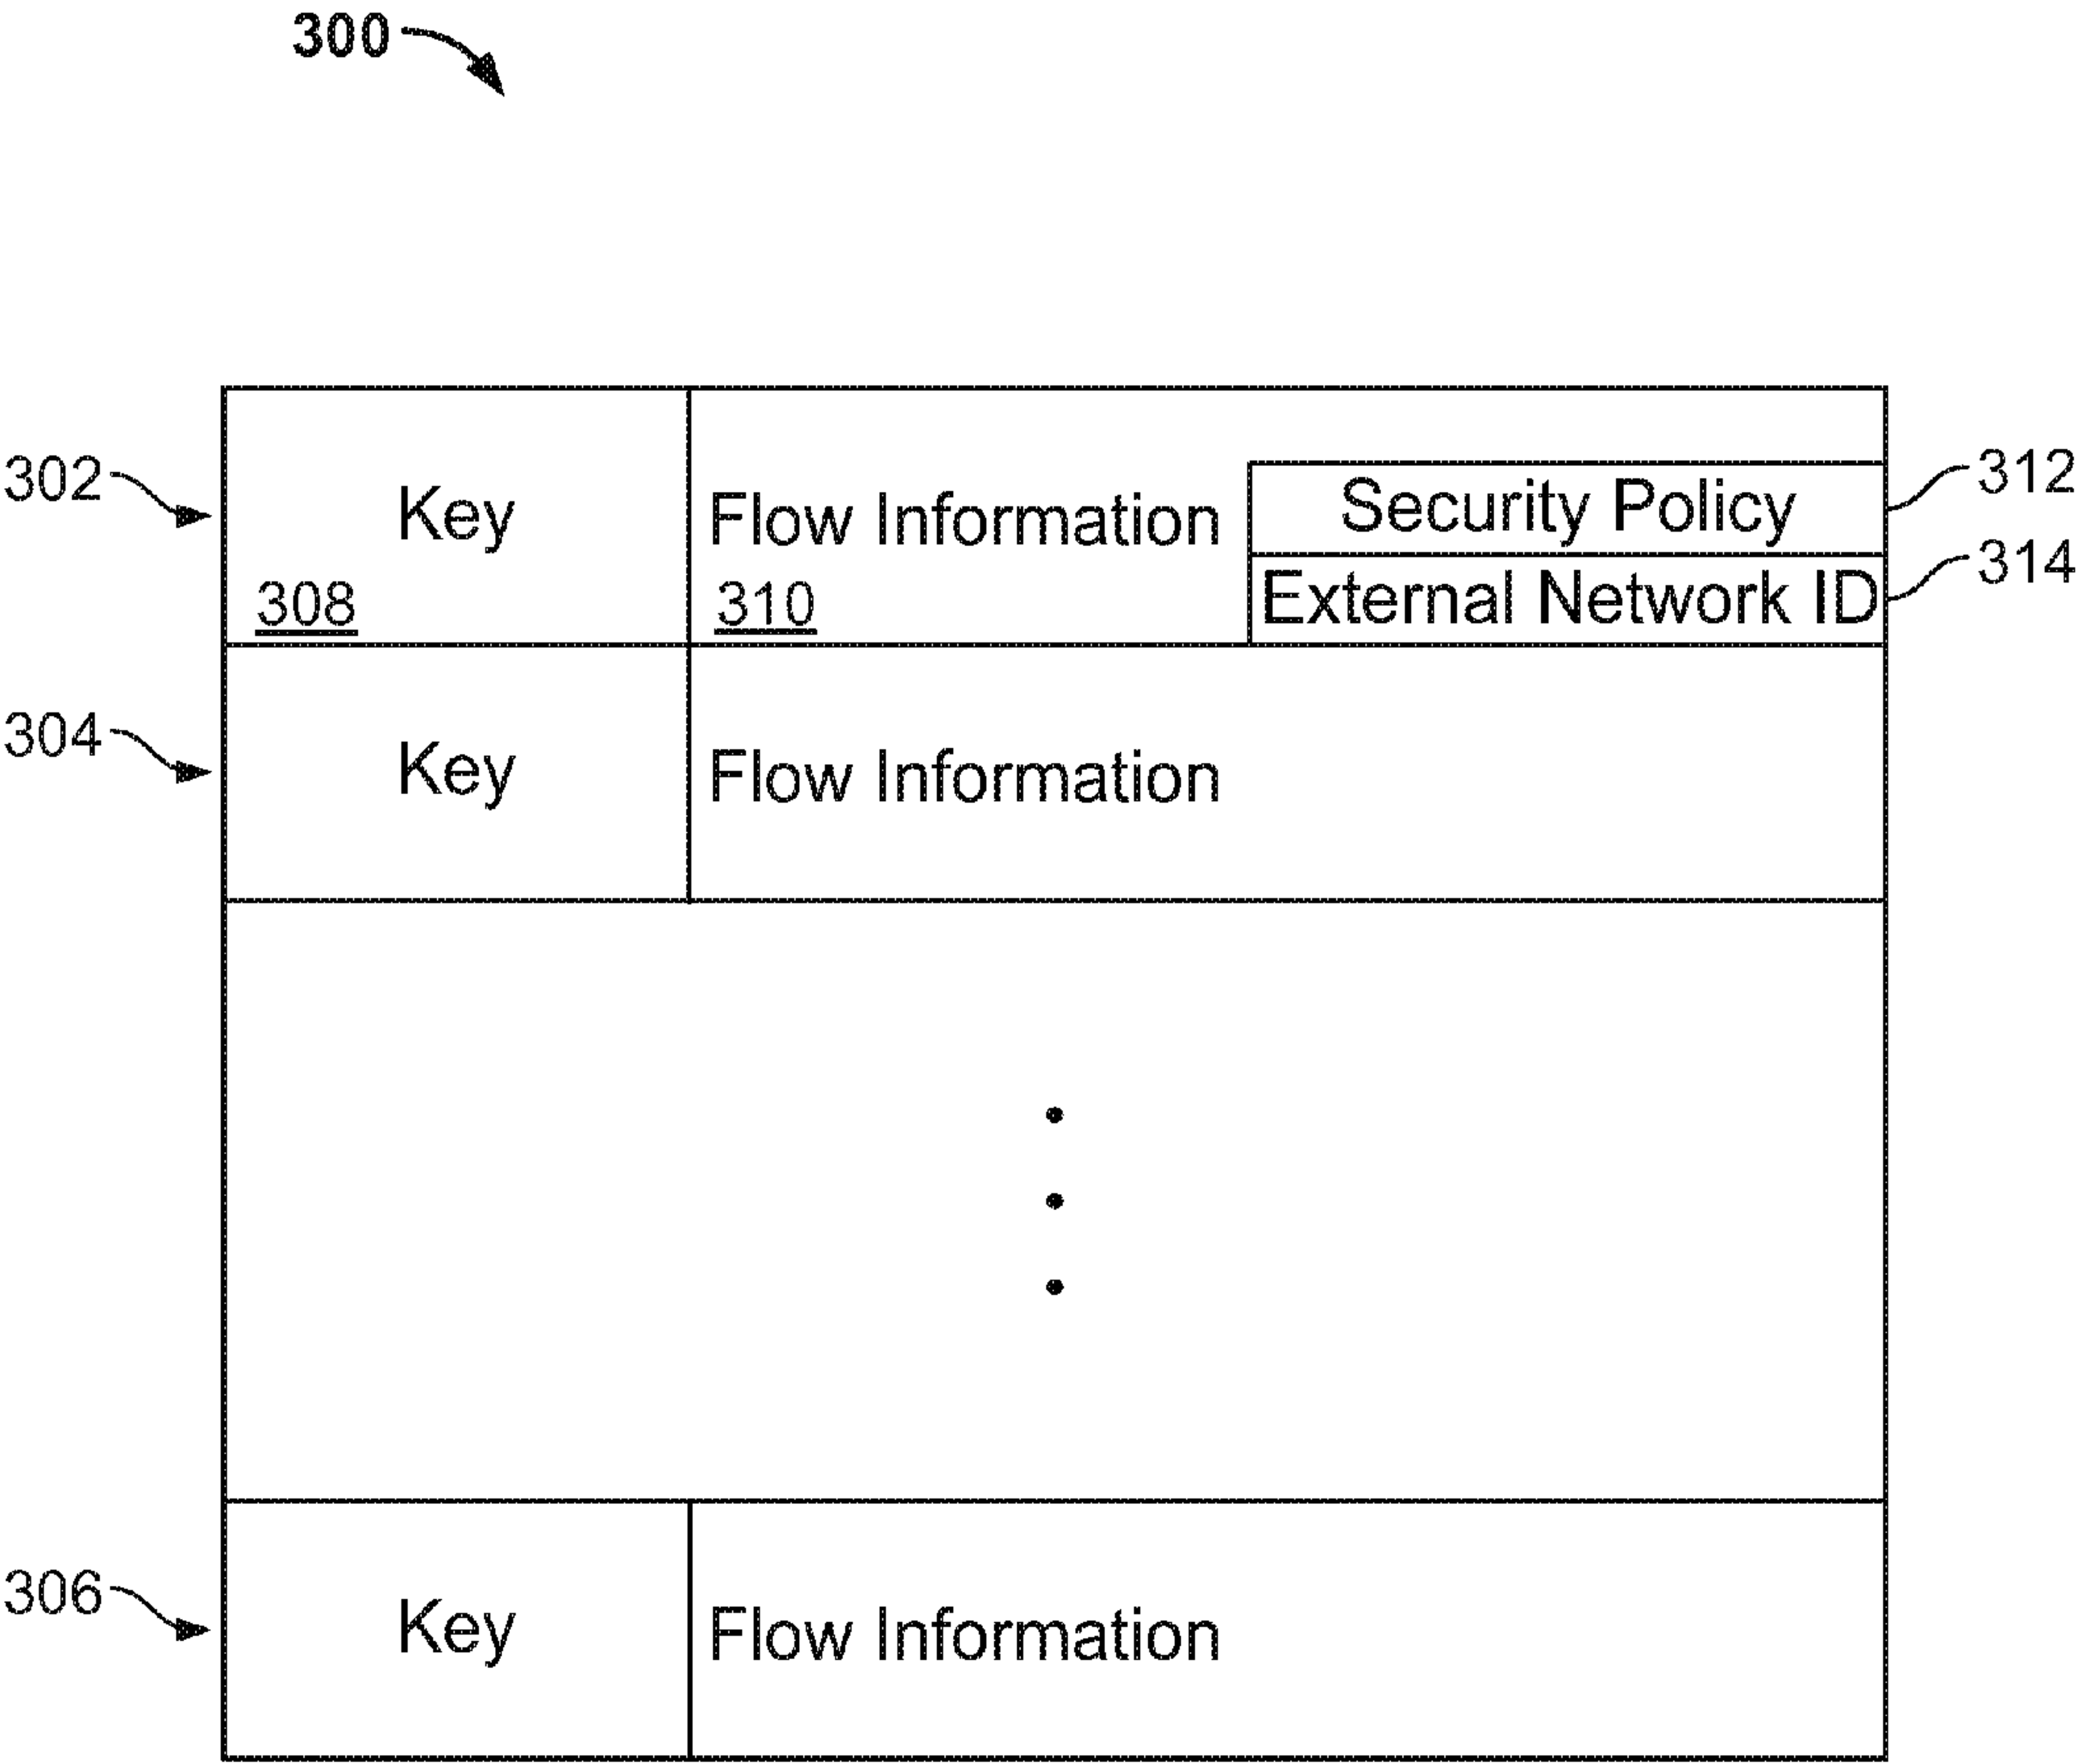 300
302
Key
308
Flow Information
310
Security Policy
312
External Network ID
314
304
Key
Flow Information
306
Key
Flow Information